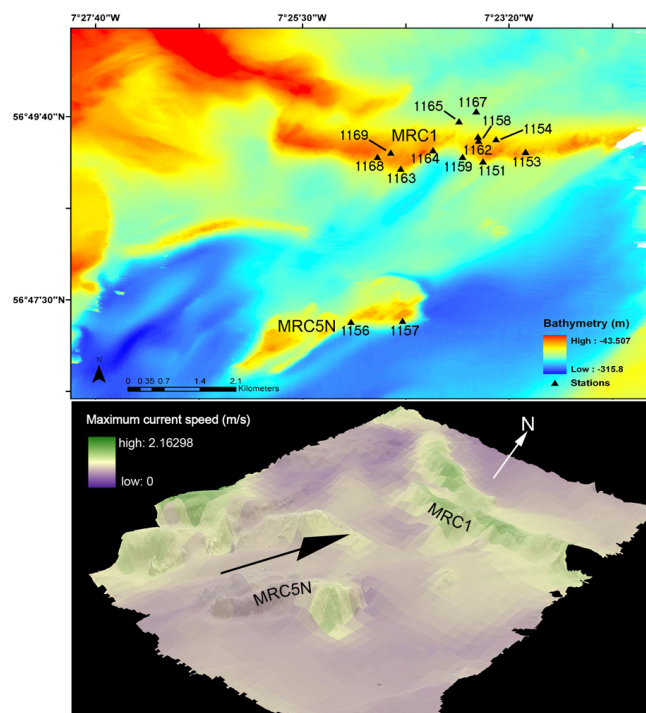 7°27'40"W 7°25'30"W 7°23'20"W
56°49'40"N
56°47'30"N
1167
1165
1158
1154
1169
MRC1
1162
1164
1168
1159
1153
1163
1151
MRC5N
1156
1157
Bathymetry (m)
High : -43.507
Low : -315.8
Stations
N
0 0.35 0.7 1.4 2.1
Kilometers
Maximum current speed (m/s)
high: 2.16298
low: 0
N
MRC1
MRC5N